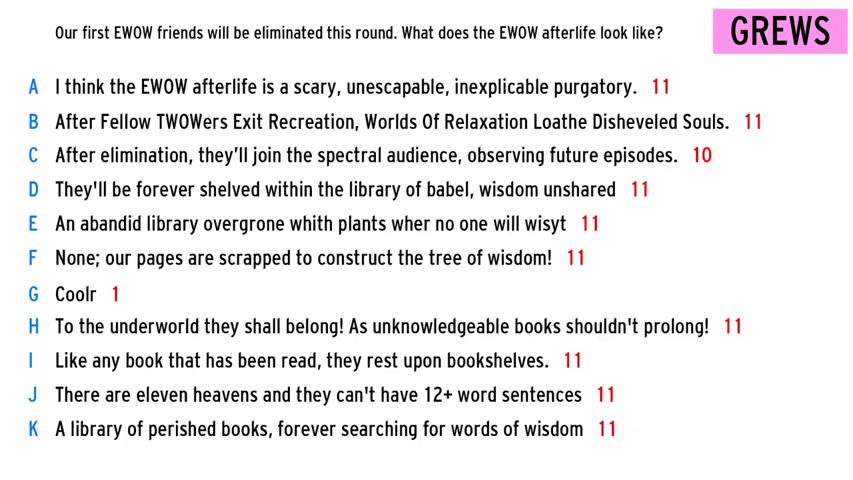 Our first EWOW friends will be eliminated this round. What does the EWOW afterlife look like?
GREWS
A I think the EWOW afterlife is a scary, unescapable, inexplicable purgatory. 11
B After Fellow TWOWers Exit Recreation, Worlds Of Relaxation Loathe Disheveled Souls. 11
C After elimination, they'll join the spectral audience, observing future episodes. 10
D They'll be forever shelved within the library of babel, wisdom unshared 11
E An abandid library overgrone whith plants wher no one will wisyt 11
F None; our pages are scrapped to construct the tree of wisdom! 11
G Coolr 1
H To the underworld they shall belong! As unknowledgeable books shouldn't prolong! 11
I Like any book that has been read, they rest upon bookshelves. 11
J There are eleven heavens and they can't have 12+ word sentences 11
K A library of perished books, forever searching for words of wisdom 11